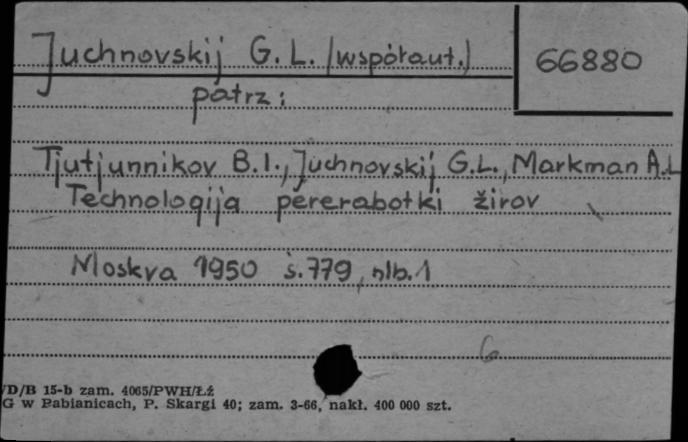 Juchnovskij G. L. (współaut.)
66880
patrz:
Tjutjunnikov B. I., Juchnovskij G. L., Markman A. L
Technologija pererabotki žirov
Moskva 1950 s. 779, nlb. 1
6
/D/B 15-b zam. 4065/PWH/Łź
G w Pabianicach, P. Skargi 40; zam. 3-66, nakł. 400 000 szt.